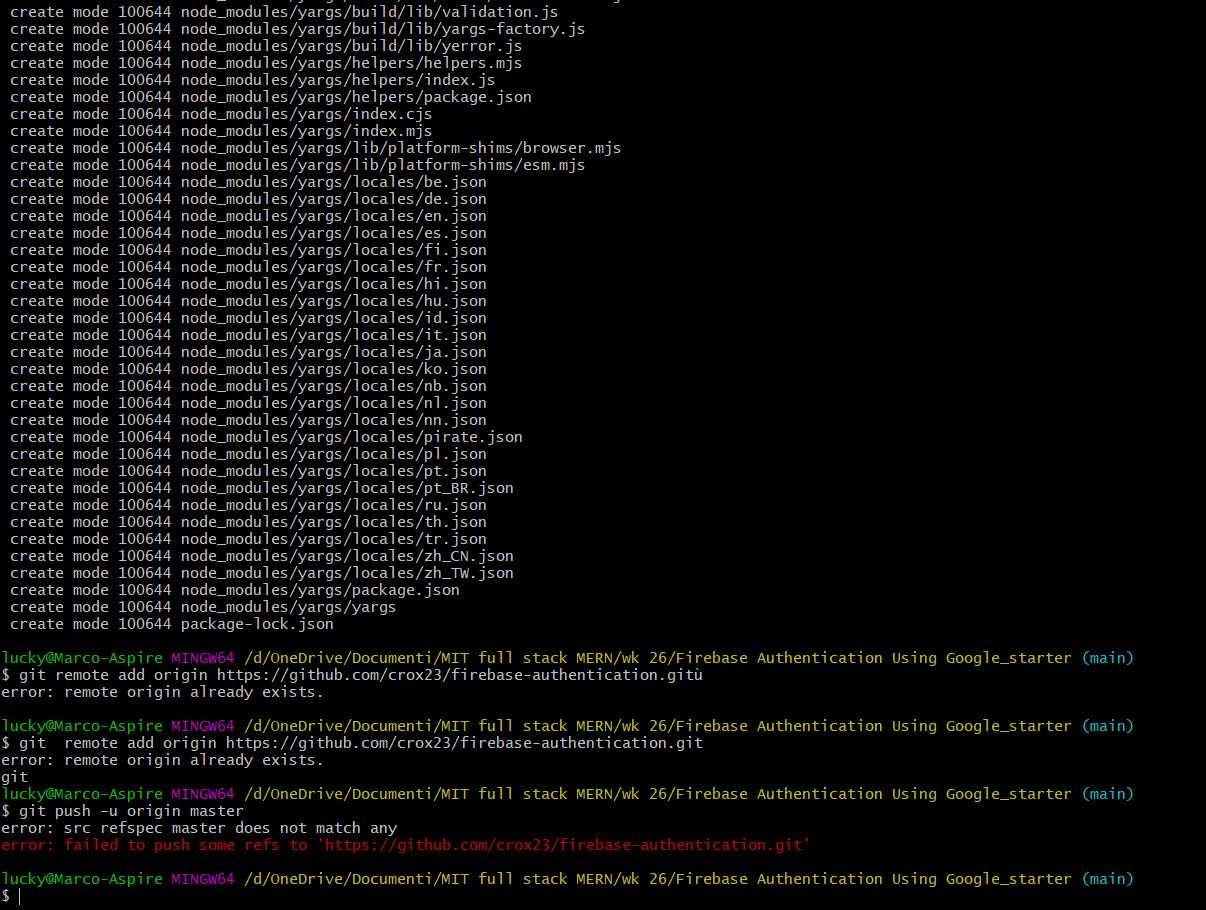 create mode 100644 node_modules/yargs/build/lib/validation.js
create mode 100644 node_modules/yargs/build/lib/yargs-factory.js
create mode 100644 node_modules/yargs/build/lib/yerror.js
create mode 100644 node_modules/yargs/helpers/helpers.mjs
create mode 100644 node_modules/yargs/helpers/index.js
create mode 100644 node_modules/yargs/helpers/package.json
create mode 100644 node_modules/yargs/index.cjs
create mode 100644 node_modules/yargs/index.mjs
create mode 100644 node_modules/yargs/lib/platform-shims/browser.mjs
create mode 100644 node_modules/yargs/lib/platform-shims/esm.mjs
create mode 100644 node_modules/yargs/locales/be.json
create mode 100644 node_modules/yargs/locales/de.json
create mode 100644 node_modules/yargs/locales/en.json
create mode 100644 node_modules/yargs/locales/es.json
create mode 100644 node_modules/yargs/locales/fi.json
create mode 100644 node_modules/yargs/locales/fr.json
create mode 100644 node_modules/yargs/locales/hi.json
create mode 100644 node_modules/yargs/locales/hu.json
create mode 100644 node_modules/yargs/locales/id.json
create mode 100644 node_modules/yargs/locales/it.json
create mode 100644 node_modules/yargs/locales/ja.json
create mode 100644 node_modules/yargs/locales/ko.json
create mode 100644 node_modules/yargs/locales/nb.json
create mode 100644 node_modules/yargs/locales/nl.json
create mode 100644 node_modules/yargs/locales/nn.json
create mode 100644 node_modules/yargs/locales/pirate.json
create mode 100644 node_modules/yargs/locales/pl.json
create mode 100644 node_modules/yargs/locales/pt.json
create mode 100644 node_modules/yargs/locales/pt_BR.json
create mode 100644 node_modules/yargs/locales/ru.json
create mode 100644 node_modules/yargs/locales/th.json
create mode 100644 node_modules/yargs/locales/tr.json
create mode 100644 node_modules/yargs/locales/zh_CN.json
create mode 100644 node_modules/yargs/locales/zh_TW.json
create mode 100644 node_modules/yargs/package.json
create mode 100644 node_modules/yargs/yargs
create mode 100644 package-lock.json
lucky@Marco-Aspire MINGW64 /d/OneDrive/Documenti/MIT full stack MERN/wk 26/Firebase Authentication Using Google_starter (main)
$ git remote add origin https://github.com/crox23/firebase-authentication.gitù
error: remote origin already exists.
lucky@Marco-Aspire MINGW64 /d/OneDrive/Documenti/MIT full stack MERN/wk 26/Firebase Authentication Using Google_starter (main)
$ git  remote add origin https://github.com/crox23/firebase-authentication.git
error: remote origin already exists.
git
lucky@Marco-Aspire MINGW64 /d/OneDrive/Documenti/MIT full stack MERN/wk 26/Firebase Authentication Using Google_starter (main)
$ git push -u origin master
error: src refspec master does not match any
error: failed to push some refs to 'https://github.com/crox23/firebase-authentication.git'
lucky@Marco-Aspire MINGW64 /d/OneDrive/Documenti/MIT full stack MERN/wk 26/Firebase Authentication Using Google_starter (main)
$